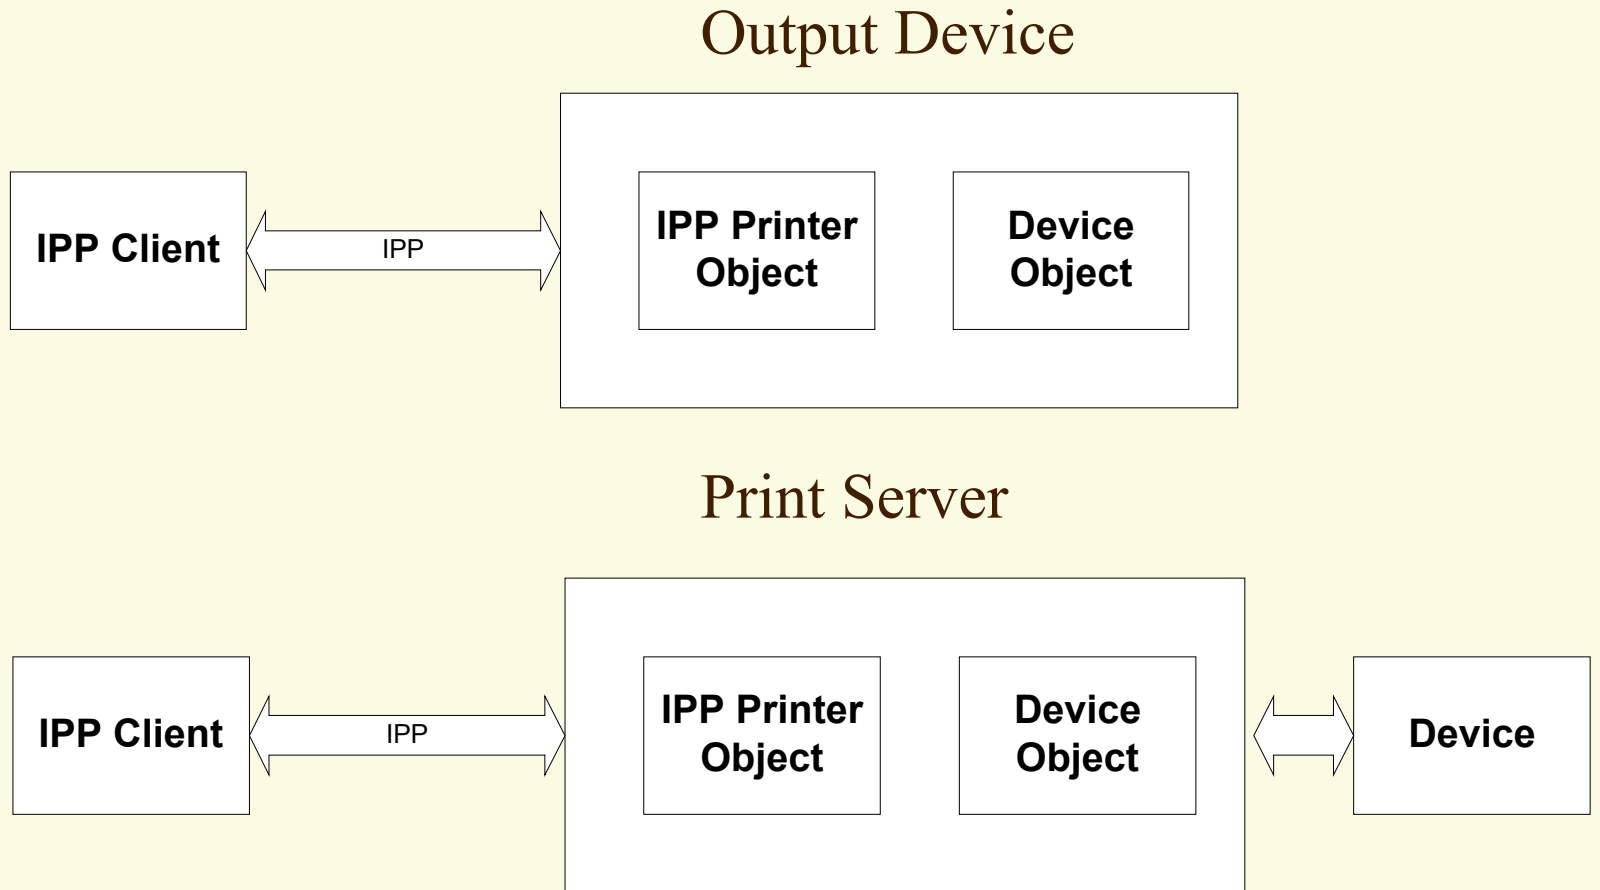 Output Device
IPP Client
IPP
IPP Printer
Object
Device
Object
Print Server
IPP Client
IPP
IPP Printer
Object
Device
Object
Device